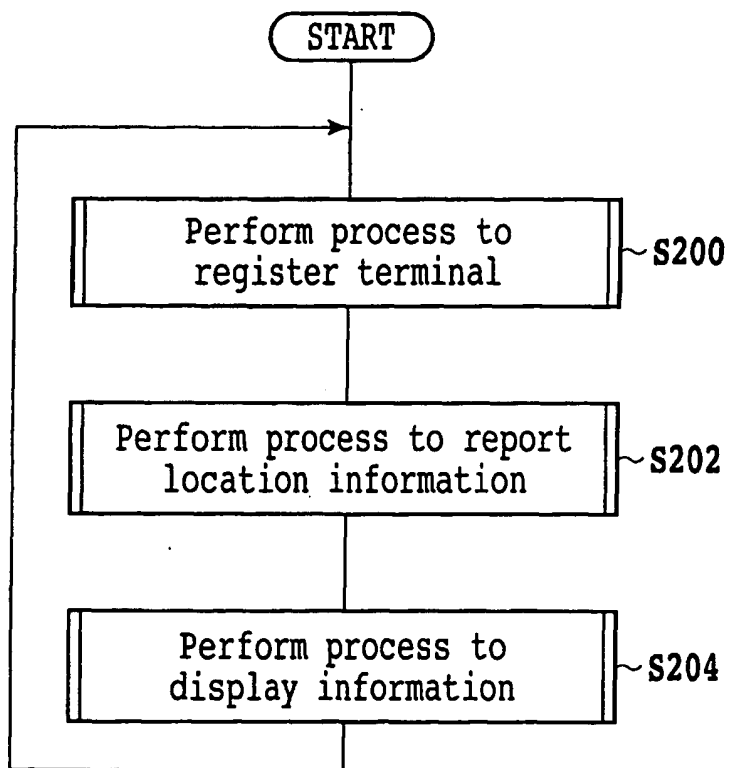 START
Perform process to
register terminal
S200
Perform process to report
location information
S202
Perform process to
display information
S204